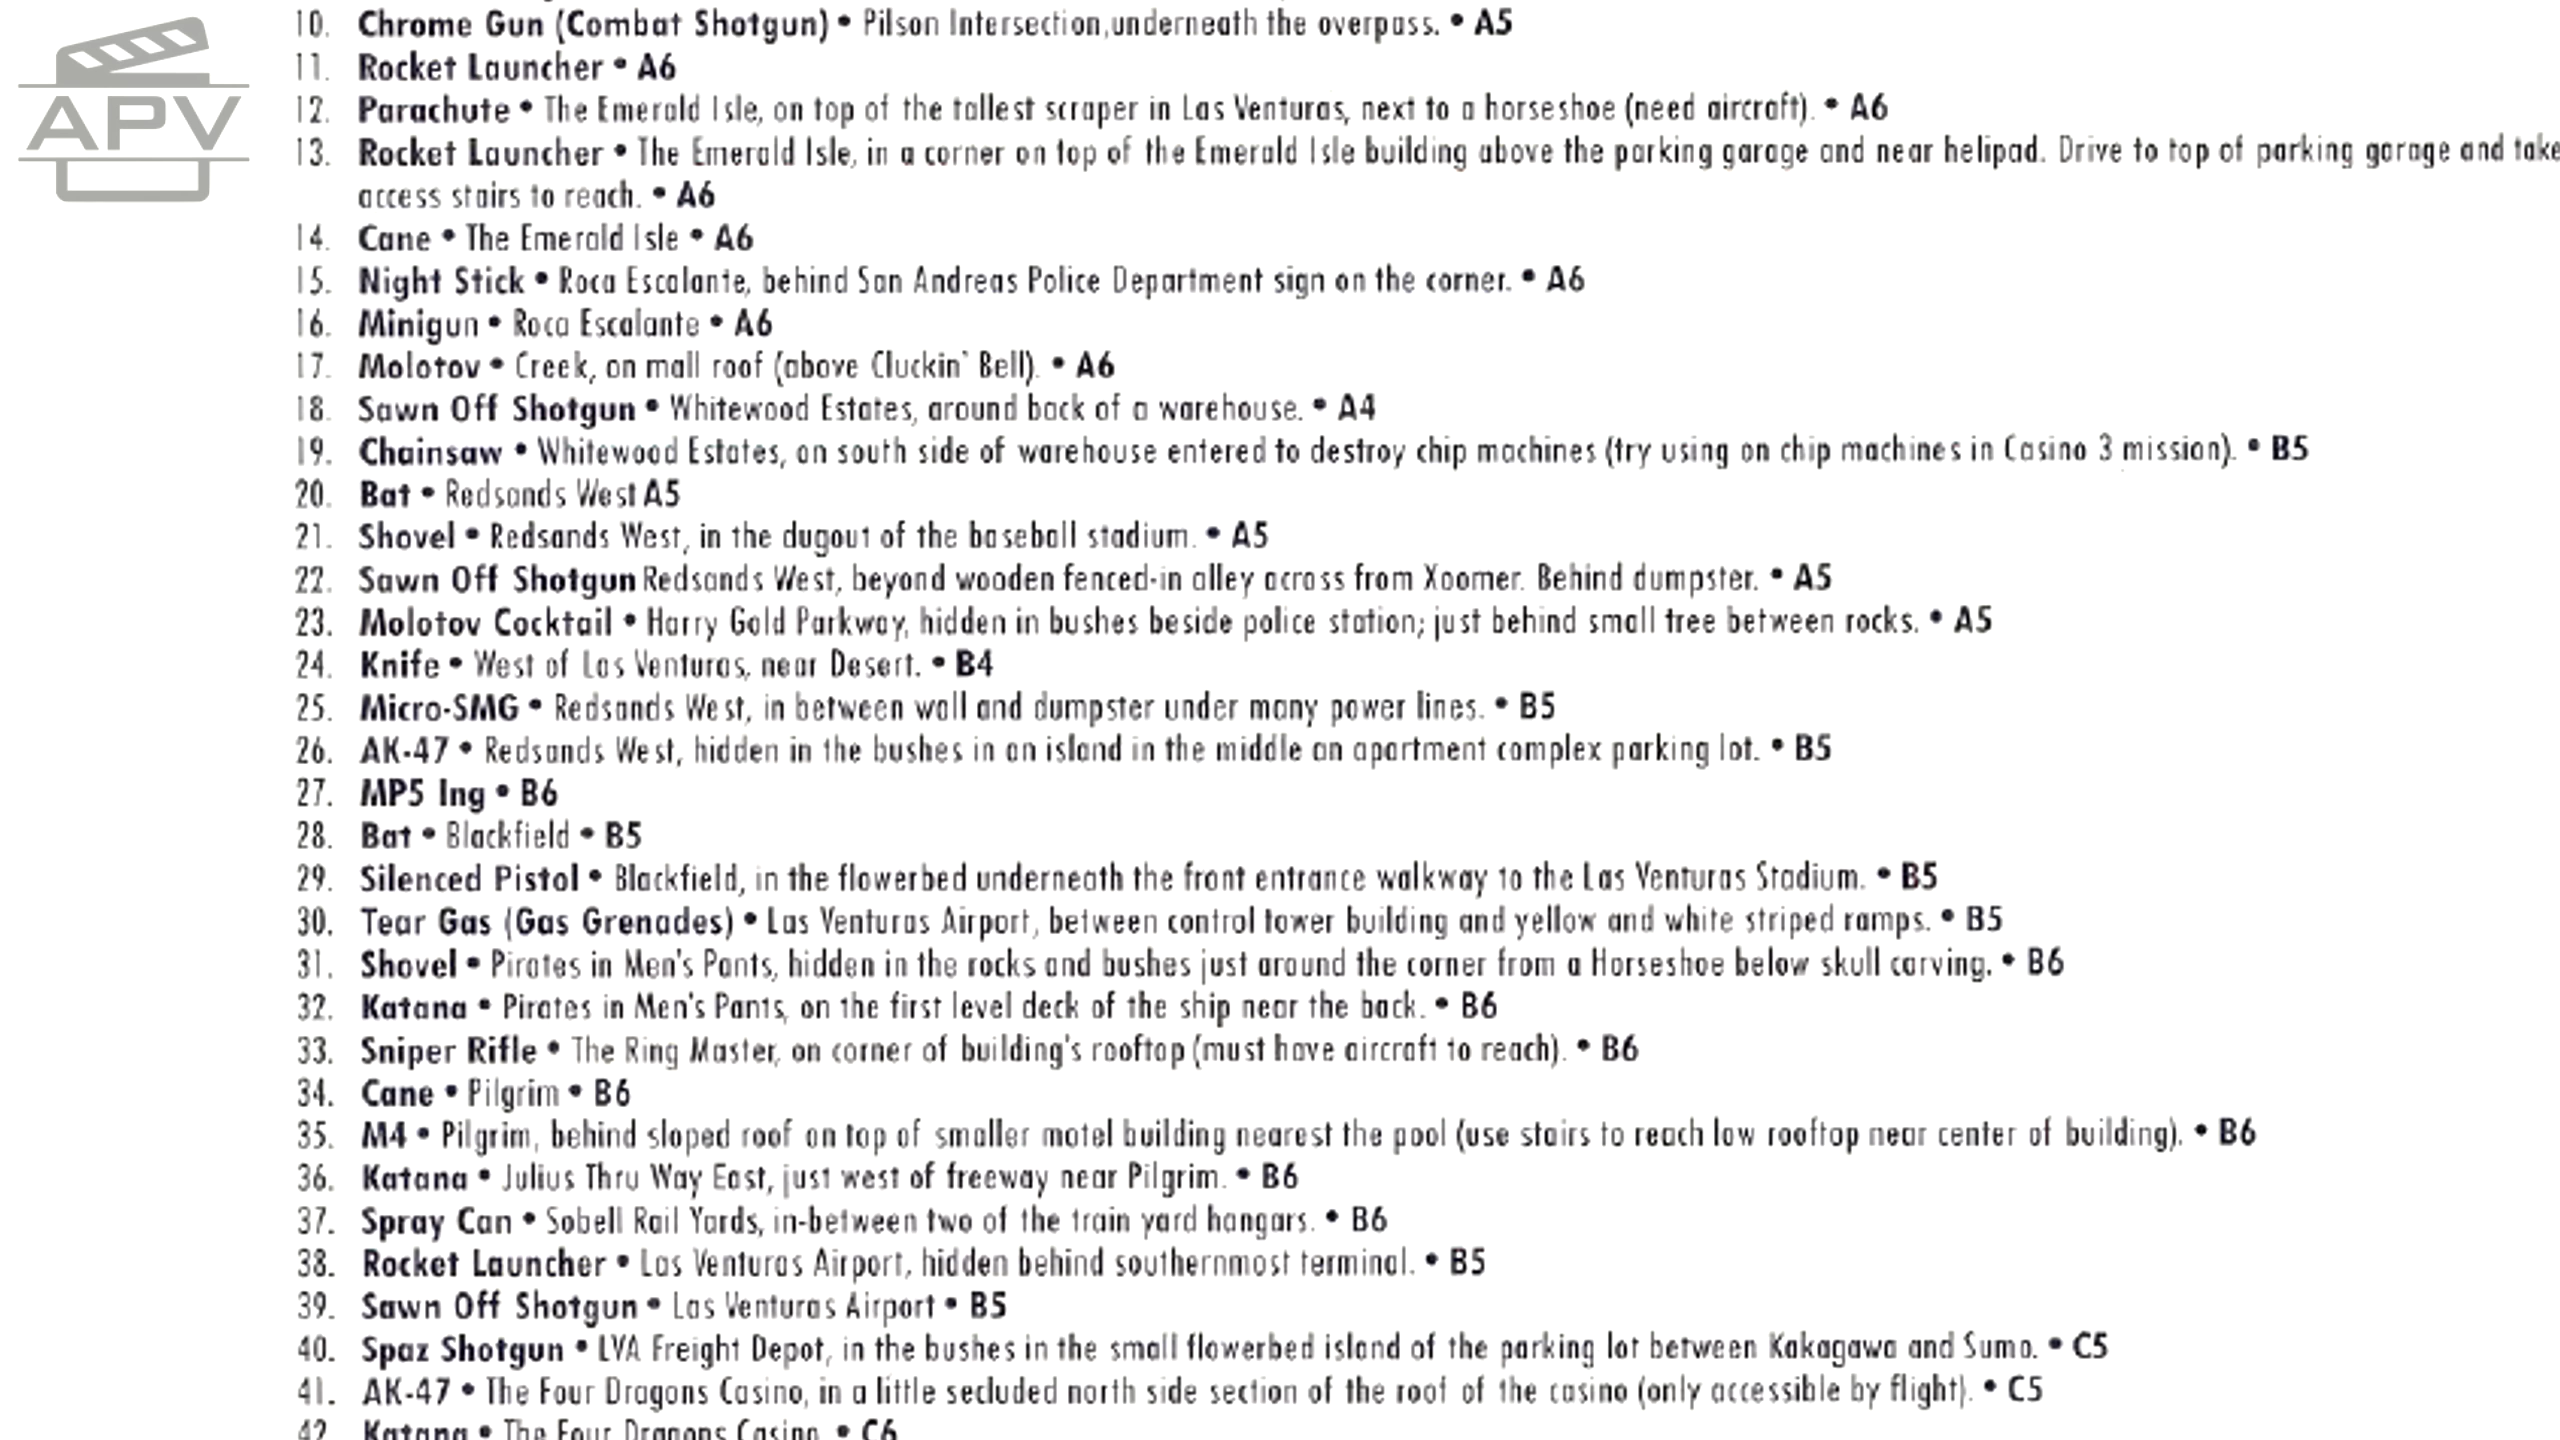 APV
10. Chrome Gun (Combat Shotgun) • Pilson Intersection,underneath the overpass. • A5
11. Rocket Launcher • A6
12. Parachute • The Emerald Isle, on top of the tallest scraper in Las Venturas, next to a horseshoe (need aircraft). • A6
13. Rocket Launcher • The Emerald Isle, in a corner on top of the Emerald Isle building above the parking garage and near helipad. Drive to top of parking garage and take
access stairs to reach. • A6
14. Cane • The Emerald Isle • A6
15. Night Stick • Roca Escalante, behind San Andreas Police Department sign on the corner. • A6
16. Minigun • Roca Escalante • A6
17. Molotov • Creek, on mall roof (above Cluckin' Bell). • A6
18. Sawn Off Shotgun • Whitewood Estates, around back of a warehouse. • A4
19. Chainsaw • Whitewood Estates, on south side of warehouse entered to destroy chip machines (try using on chip machines in Casino 3 mission). • B5
20. Bat • Redsands West A5
21. Shovel • Redsands West, in the dugout of the baseball stadium. • A5
22. Sawn Off Shotgun Redsands West, beyond wooden fenced-in alley across from Xoomer. Behind dumpster. • A5
23. Molotov Cocktail • Harry Gold Parkway, hidden in bushes beside police station; just behind small tree between rocks. • A5
24. Knife • West of Las Venturas, near Desert. • B4
25. Micro-SMG • Redsands West, in between wall and dumpster under many power lines. • B5
26. AK-47 • Redsands West, hidden in the bushes in an island in the middle an apartment complex parking lot. • B5
27. MP5 lng • B6
28. Bat • Blackfield • B5
29. Silenced Pistol • Blackfield, in the flowerbed underneath the front entrance walkway to the Las Venturas Stadium. • B5
30. Tear Gas (Gas Grenades) • Las Venturas Airport, between control tower building and yellow and white striped ramps. • B5
31. Shovel • Pirates in Men's Pants, hidden in the rocks and bushes just around the corner from a Horseshoe below skull carving. • B6
32. Katana • Pirates in Men's Pants, on the first level deck of the ship near the back. • B6
33. Sniper Rifle • The Ring Master, on corner of building's rooftop (must have aircraft to reach). • B6
34. Cane • Pilgrim • B6
35. M4 • Pilgrim, behind sloped roof on top of smaller motel building nearest the pool (use stairs to reach low rooftop near center of building). • B6
36. Katana • Julius Thru Way East, just west of freeway near Pilgrim. • B6
37. Spray Can • Sobell Rail Yards, in-between two of the train yard hangars. • B6
38. Rocket Launcher • Las Venturas Airport, hidden behind southernmost terminal. • B5
39. Sawn Off Shotgun • Las Venturas Airport • B5
40. Spaz Shotgun • LVA Freight Depot, in the bushes in the small flowerbed island of the parking lot between Kakagawa and Sumo. • C5
41. AK-47 • The Four Dragons Casino, in a little secluded north side section of the roof of the casino (only accessible by flight). • C5
42. Katana • The Four Dragons Casino. • C6